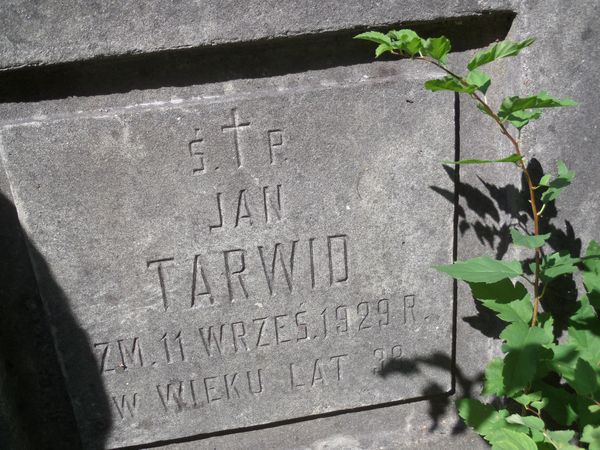 Ś. † P.
JAN
TARWID
ZM. 11 WRZEŚ. 1929 R.
W WIEKU LAT